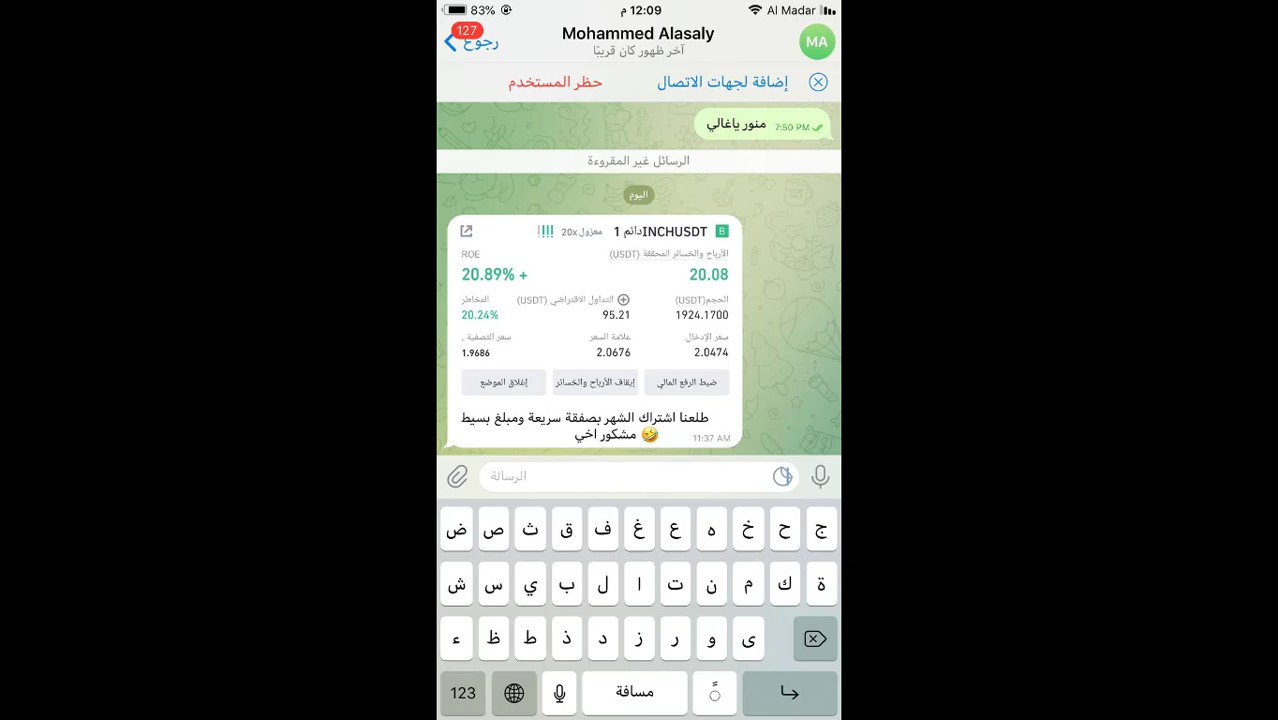 83% 12:09 م Al Madar
127
رجوع Mohammed Alasaly MA
آخر ظهور كان قريبًا
إضافة لجهات الاتصال حظر المستخدم
منور ياغالي 7:50 PM
الرسائل غير المقروءة
اليوم
B 1INCHUSDT دائم معزول 20x !!!!
الأرباح والخسائر المحققة (USDT) ROE
20.08 20.89% +
الحجم(USDT) التداول الاقتراضي (USDT) المخاطر
1924.1700 95.21 20.24%
سعر الإدخال علامة السعر سعر التصفية ,
2.0474 2.0676 1.9686
ضبط الرفع المالي إيقاف الأرباح والخسائر إغلاق الموضع
طلعنا اشتراك الشهر بصفقة سريعة ومبلغ بسيط
🤣 مشكور اخي 11:37 AM
الرسالة
ج ح خ ه ع غ ف ق ث ص ض
ة ك م ن ت ا ل ب ي س ش
ى و ر ز د ذ ط ظ ء
123 مسافة